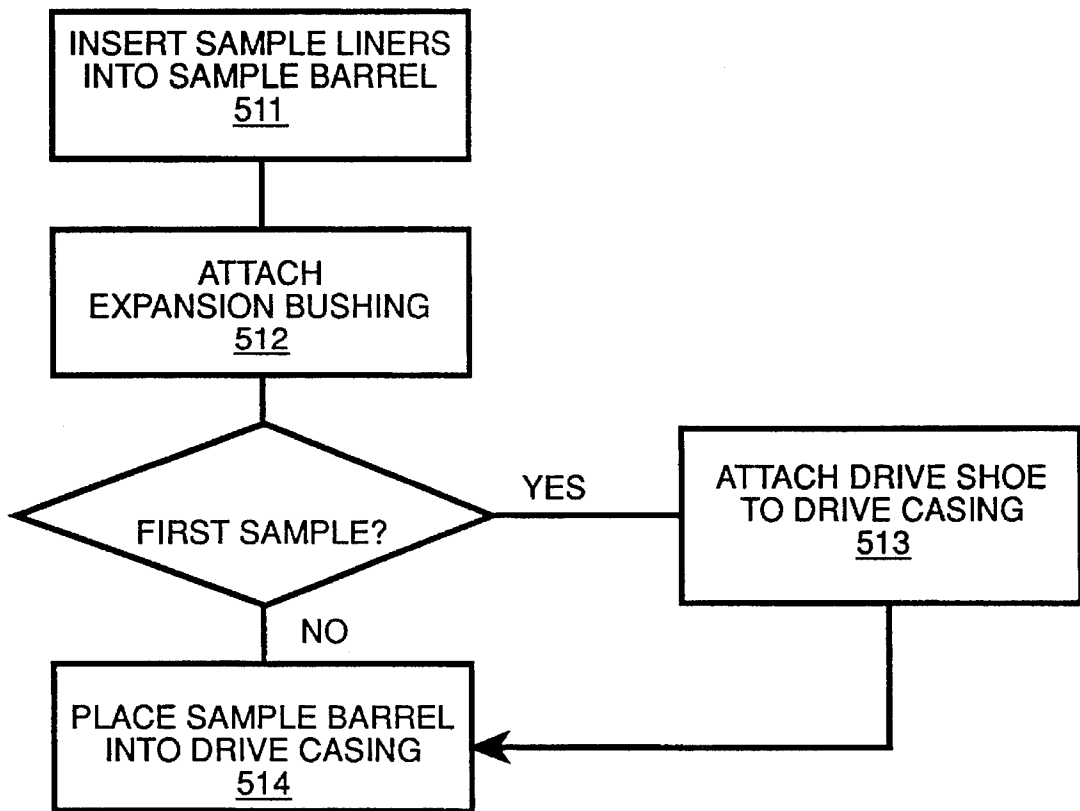 INSERT SAMPLE LINERS
INTO SAMPLE BARREL
511
ATTACH
EXPANSION BUSHING
512
FIRST SAMPLE?
YES
ATTACH DRIVE SHOE
TO DRIVE CASING
513
NO
PLACE SAMPLE BARREL
INTO DRIVE CASING
514